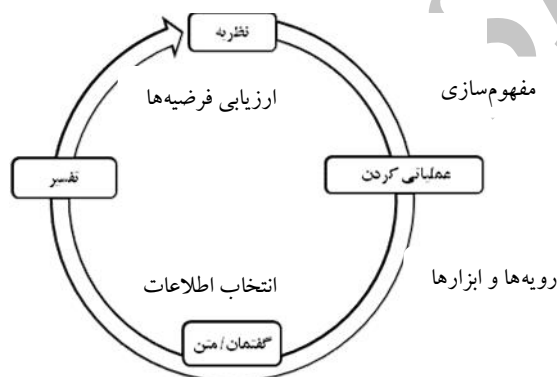 نظریه
مفهوم‌سازی
ارزیابی فرضیه‌ها
عملیاتی کردن
تفسیر
رویه‌ها و ابزارها
انتخاب اطلاعات
گفتمان/متن